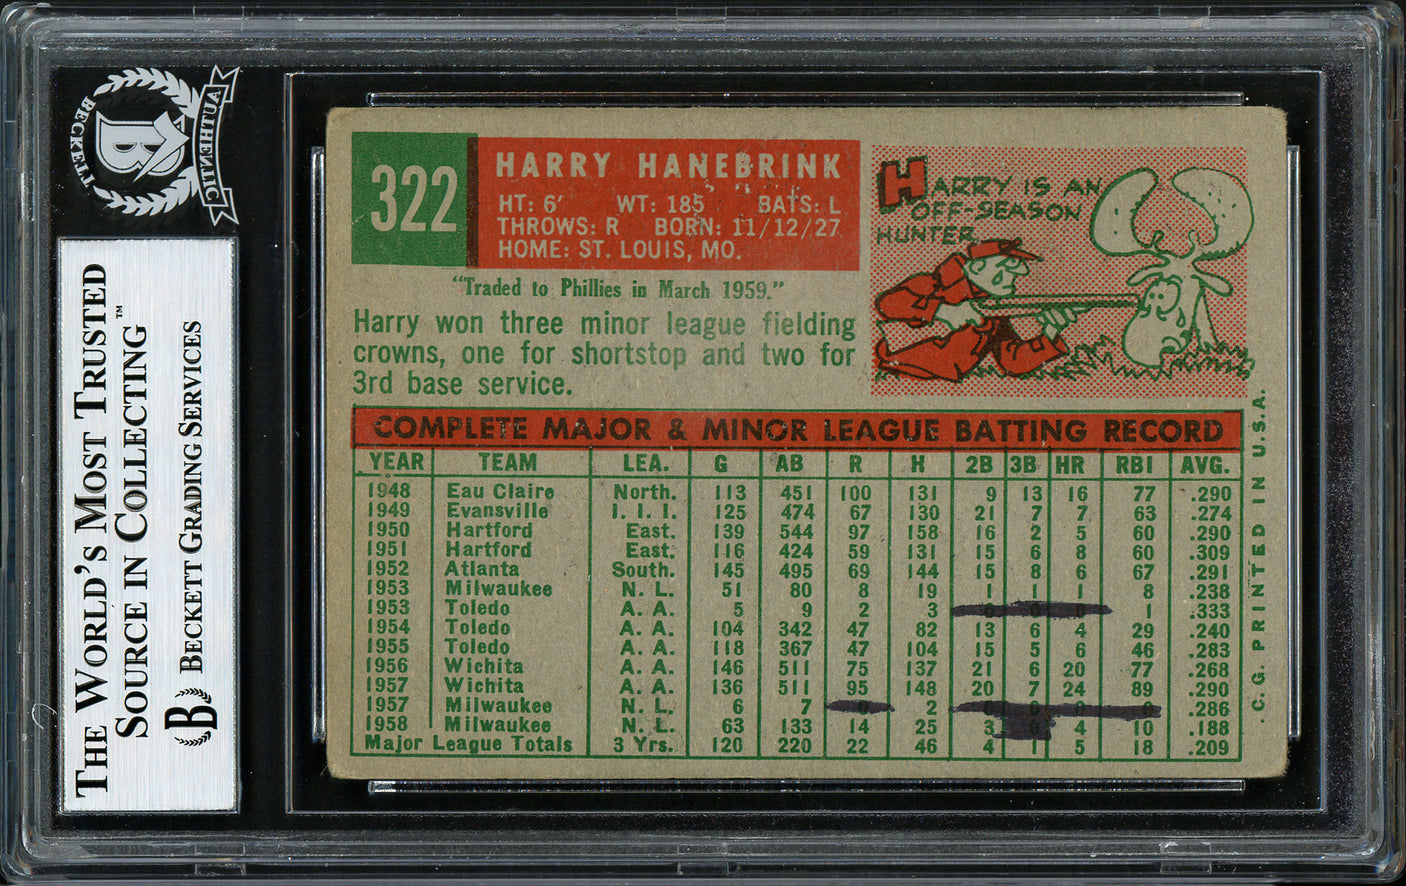 322
HARRY HANEBRINK
HT: 6' WT: 185 BATS: L
THROWS: R BORN: 11/12/27
HOME: ST. LOUIS, MO.
"Traded to Phillies in March 1959."
Harry won three minor league fielding
crowns, one for shortstop and two for
3rd base service.
HARRY IS AN
OFF-SEASON
HUNTER
COMPLETE MAJOR & MINOR LEAGUE BATTING RECORD
YEAR TEAM LEA. G AB R H 2B 3B HR RBI AVG.
1948 Eau Claire North. 113 451 100 131 9 13 16 77 .290
1949 Evansville I. I. I. 125 474 67 130 21 7 7 63 .274
1950 Hartford East. 139 544 97 158 16 2 5 60 .290
1951 Hartford East. 116 424 59 131 15 6 8 60 .309
1952 Atlanta South. 145 495 69 144 15 8 6 67 .291
1953 Milwaukee N. L. 51 80 8 19 1 1 1 8 .238
1953 Toledo A. A. 5 9 2 3 0 0 0 1 .333
1954 Toledo A. A. 104 342 47 82 13 6 4 29 .240
1955 Toledo A. A. 118 367 47 104 15 5 6 46 .283
1956 Wichita A. A. 146 511 75 137 21 6 20 77 .268
1957 Wichita A. A. 136 511 95 148 20 7 24 89 .290
1957 Milwaukee N. L. 6 7 0 2 0 0 0 0 .286
1958 Milwaukee N. L. 63 133 14 25 3 0 4 10 .188
Major League Totals 3 Yrs. 120 220 22 46 4 1 5 18 .209
.C.G. PRINTED IN U.S.A.
BECKETT
AUTHENTIC
B
THE WORLD'S MOST TRUSTED
SOURCE IN COLLECTING™
BECKETT GRADING SERVICES
B